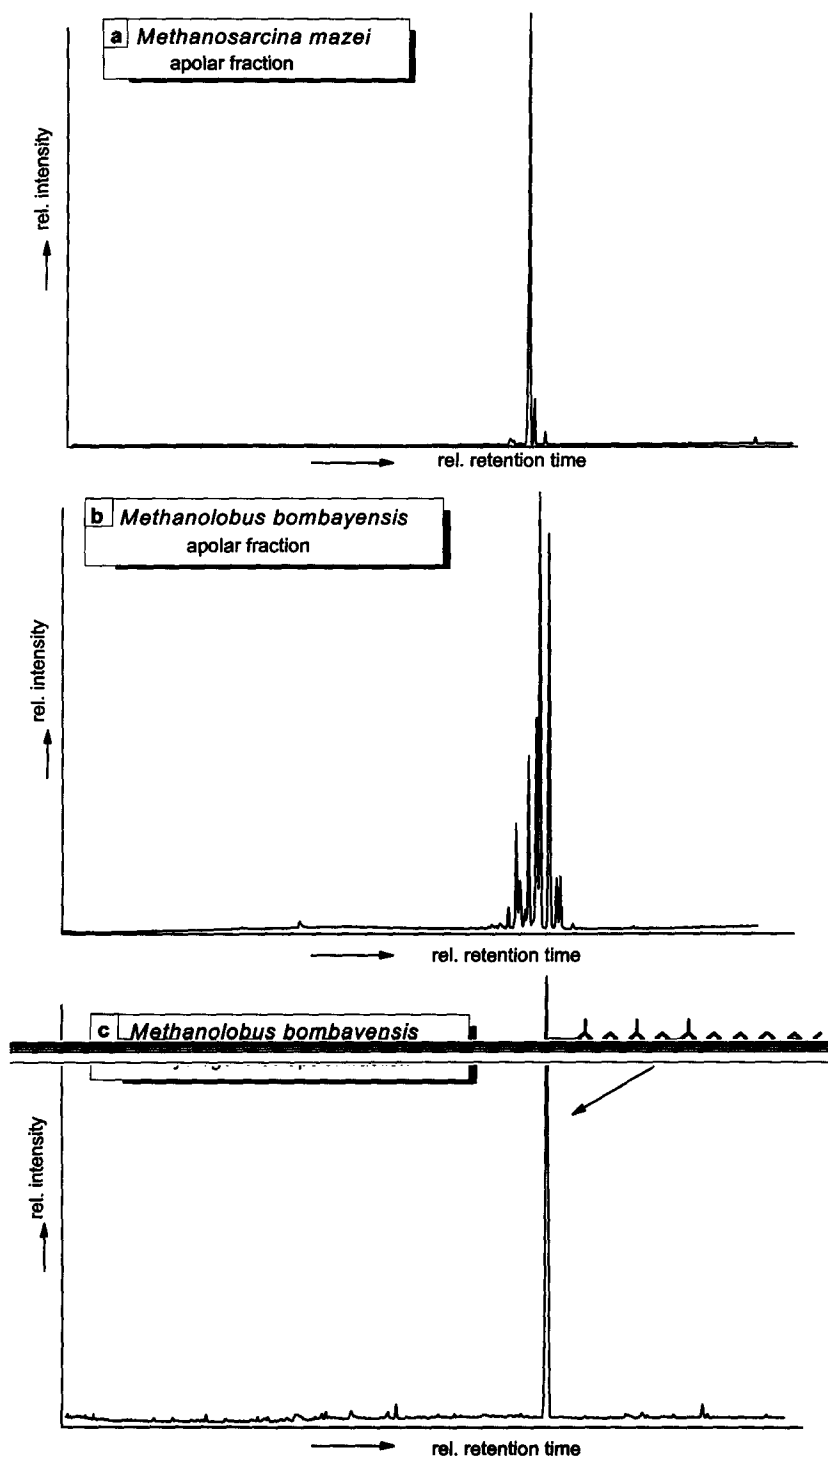 a Methanosarcina mazei
apolar fraction
rel. intensity
rel. retention time
b Methanolobus bombayensis
apolar fraction
rel. intensity
rel. retention time
c Methanolobus bombayensis
rel. intensity
rel. retention time